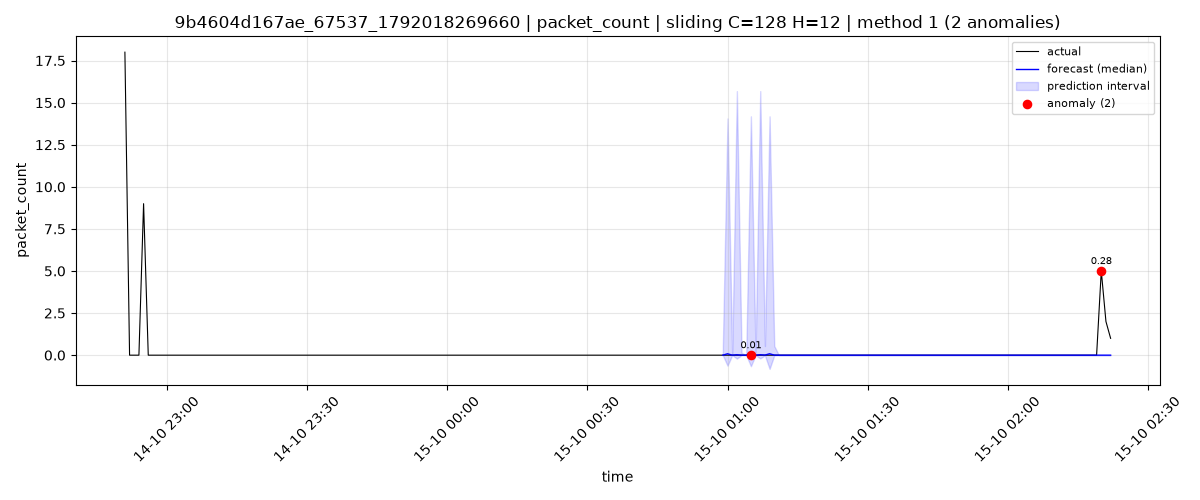 9b4604d167ae_67537_1792018269660 | packet_count | sliding C=128 H=12 | method 1 (2 anomalies)
actual
forecast (median)
prediction interval
anomaly (2)
packet_count
17.5
15.0
12.5
10.0
7.5
5.0
2.5
0.0
0.01
0.28
14-10 23:00
14-10 23:30
15-10 00:00
15-10 00:30
15-10 01:00
15-10 01:30
15-10 02:00
15-10 02:30
time